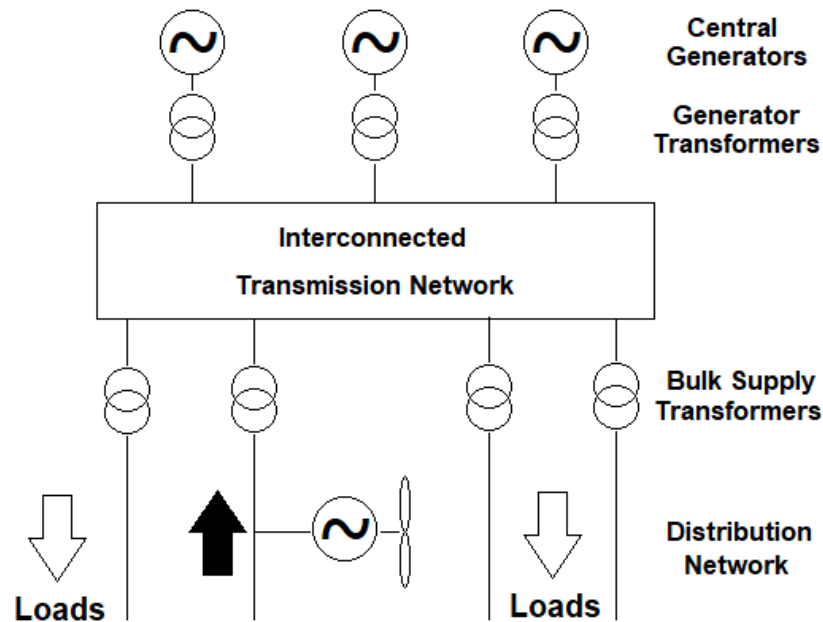 Central
Generators
Generator
Transformers
Interconnected
Transmission Network
Bulk Supply
Transformers
Distribution
Network
Loads
Loads